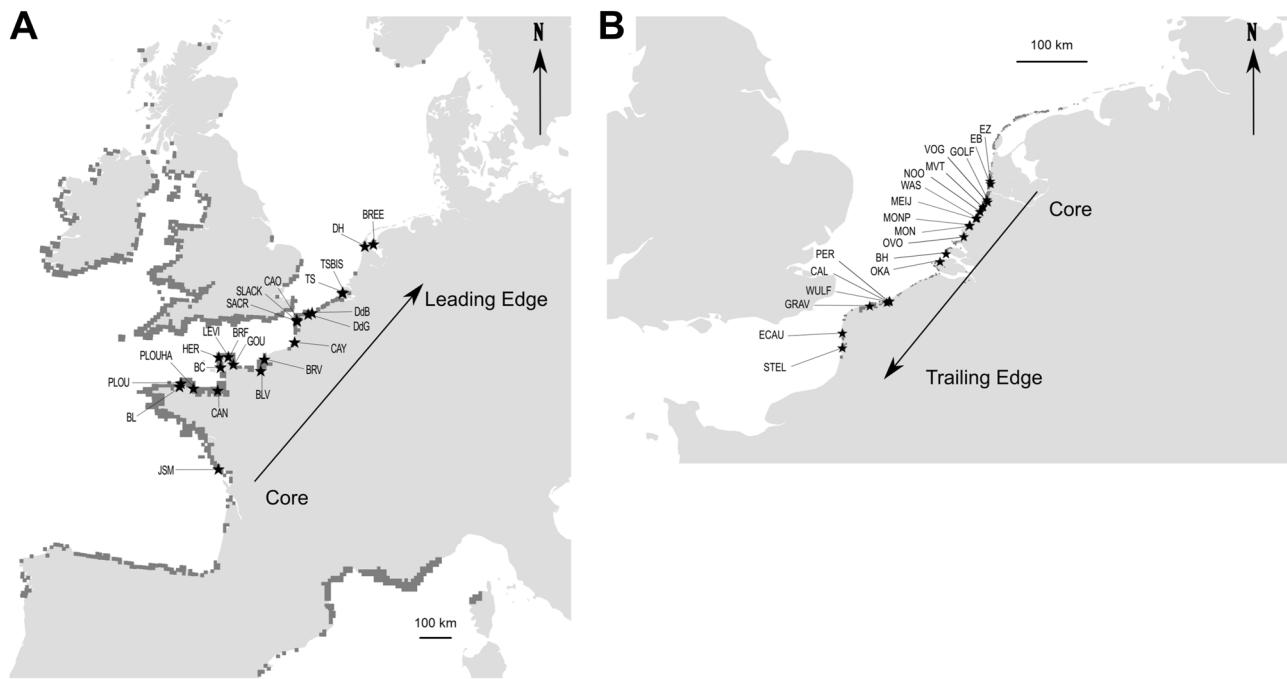 A
N
BREE
DH
TSBIS
TS
CAO
SLACK
SACR
DdB
DdG
Leading Edge
LEVI
BRF
GOU
HER
CAY
PLOUHA
BC
BRV
PLOU
BLV
BL
CAN
JSM
Core
100 km
B
100 km
N
EZ
EB
GOLF
VOG
MVT
NOO
WAS
MEIJ
MONP
MON
OVO
BH
OKA
Core
PER
CAL
WULF
GRAV
ECAU
STEL
Trailing Edge